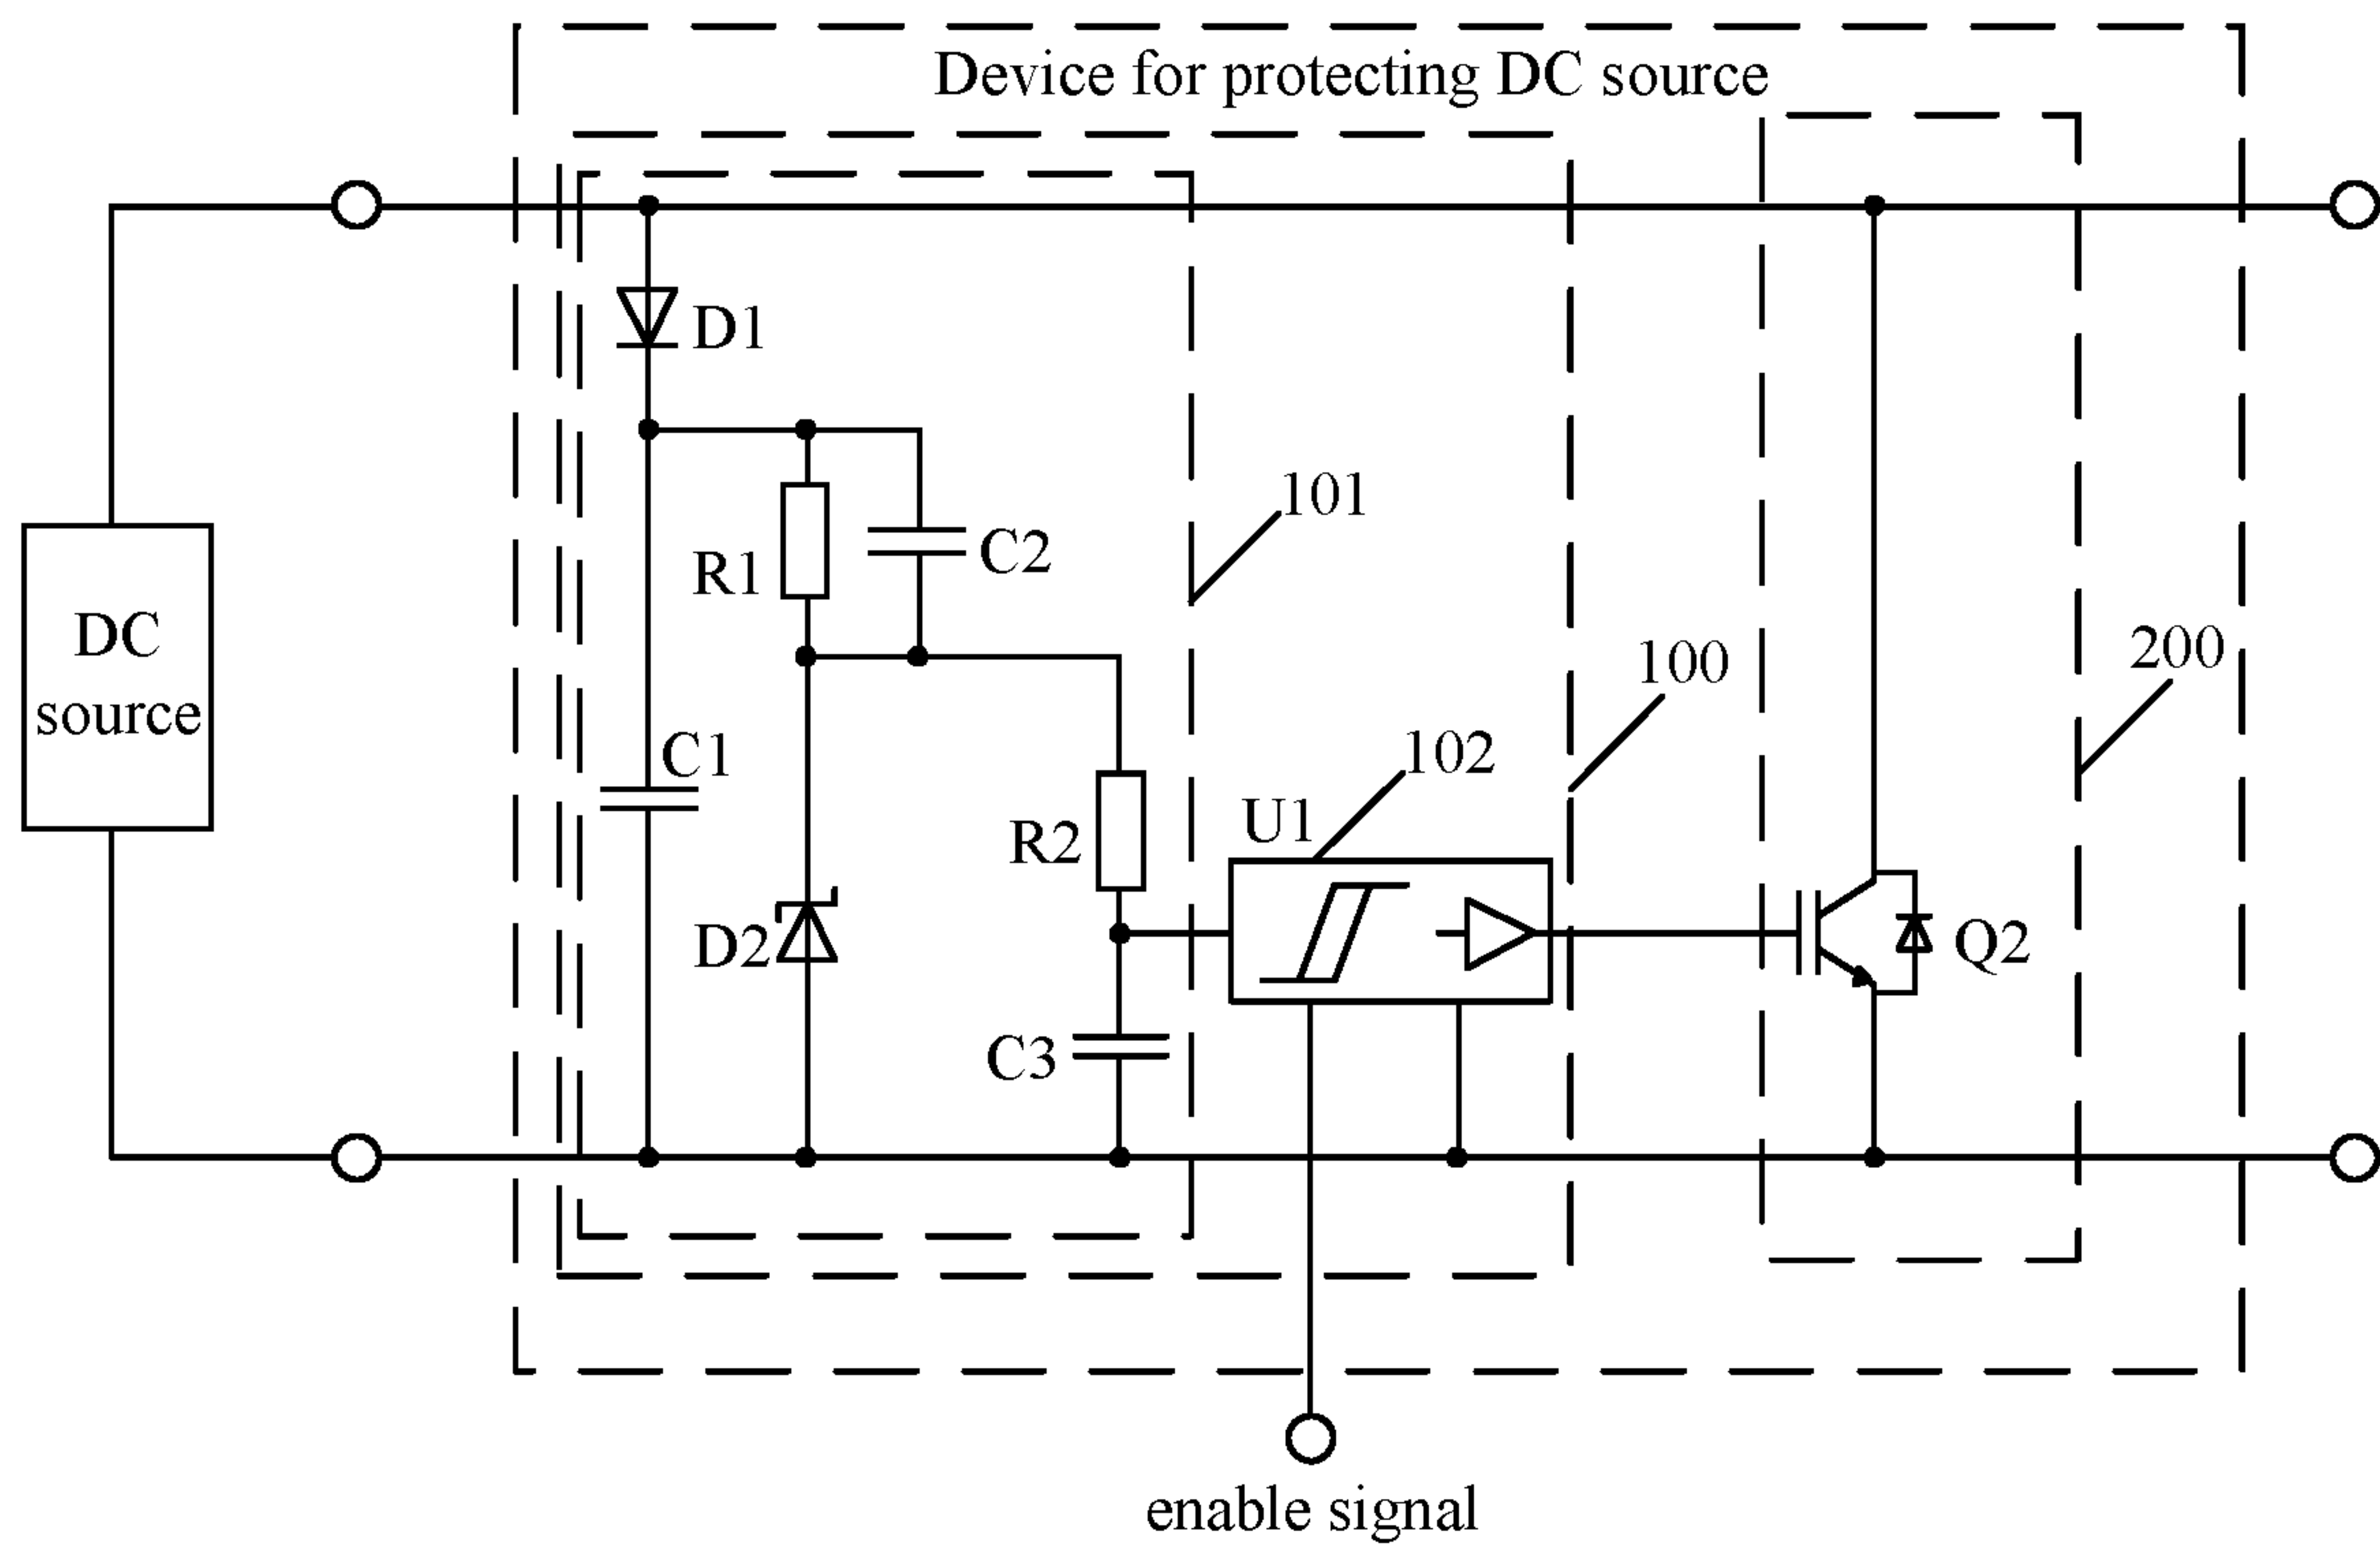 Device for protecting DC source
D1
101
C2
R1
DC
source
100
200
C1
102
U1
R2
D2
Q2
C3
enable signal